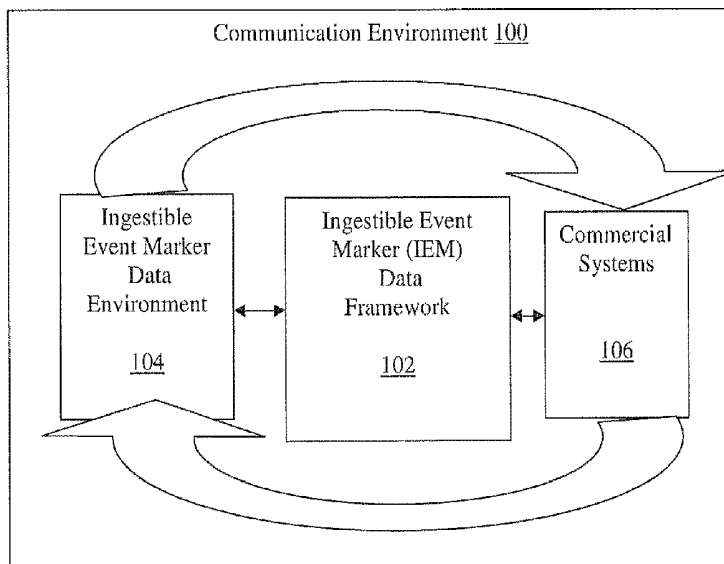 Communication Environment 100
Ingestible
Event Marker
Data
Environment
104
Ingestible Event
Marker (IEM)
Data
Framework
102
Commercial
Systems
106